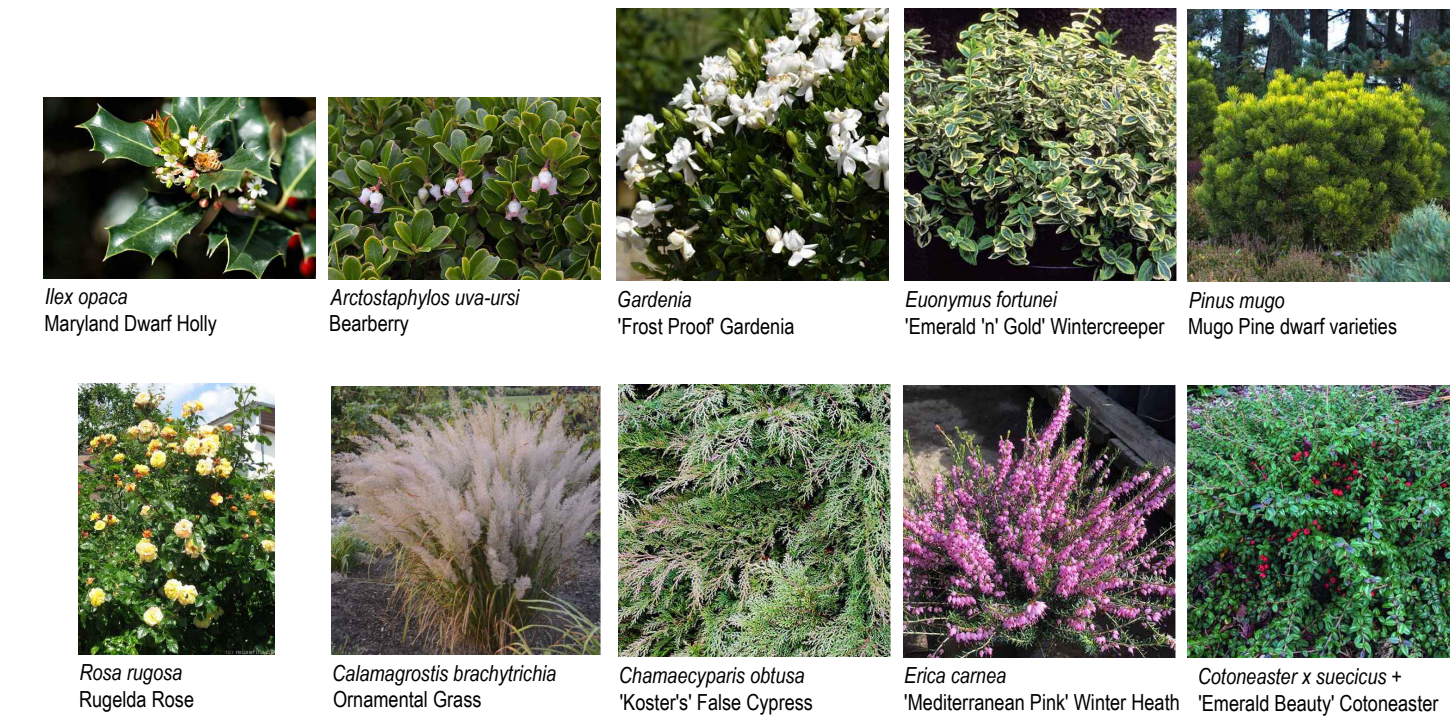 Ilex opaca
Maryland Dwarf Holly
Arctostaphylos uva-ursi
Bearberry
Gardenia
'Frost Proof' Gardenia
Euonymus fortunei
'Emerald 'n' Gold' Wintercreeper
Pinus mugo
Mugo Pine dwarf varieties
Rosa rugosa
Rugelda Rose
Calamagrostis brachytrichia
Ornamental Grass
Chamaecyparis obtusa
'Koster's' False Cypress
Erica carnea
'Mediterranean Pink' Winter Heath
Cotoneaster x suecicus +
'Emerald Beauty' Cotoneaster